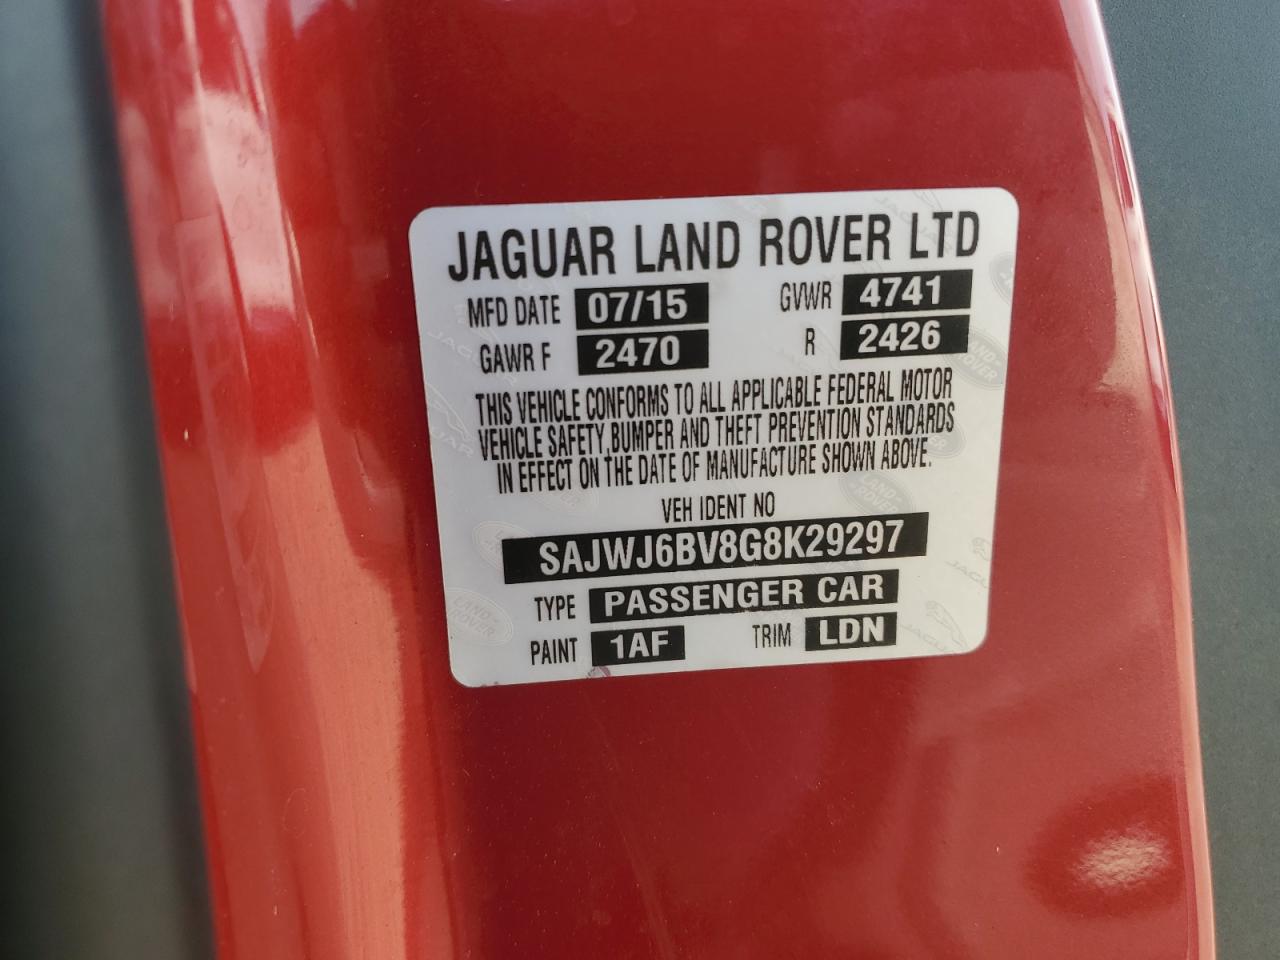 JAGUAR LAND ROVER LTD
MFD DATE 07/15 GVWR 4741
GAWR F 2470 R 2426
THIS VEHICLE CONFORMS TO ALL APPLICABLE FEDERAL MOTOR
VEHICLE SAFETY,BUMPER AND THEFT PREVENTION STANDARDS
IN EFFECT ON THE DATE OF MANUFACTURE SHOWN ABOVE.
VEH IDENT NO
SAJWJ6BV8G8K29297
TYPE PASSENGER CAR
PAINT 1AF TRIM LDN